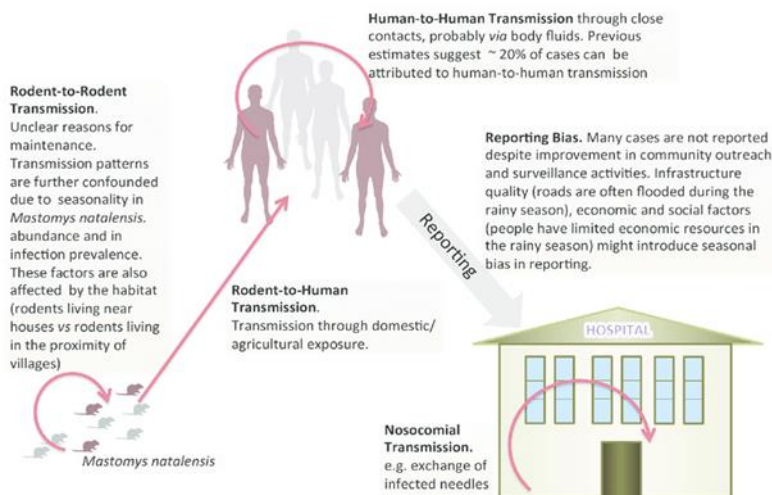 Human-to-Human Transmission through close
contacts, probably via body fluids. Previous
estimates suggest ~ 20% of cases can be
attributed to human-to-human transmission
Rodent-to-Rodent
Transmission.
Unclear reasons for
maintenance.
Transmission patterns
are further confounded
due to seasonality in
Mastomys natalensis.
abundance and in
infection prevalence.
These factors are also
affected by the habitat
(rodents living near
houses vs rodents living
in the proximity of
villages)
Reporting Bias. Many cases are not reported
despite improvement in community outreach
and surveillance activities. Infrastructure
quality (roads are often flooded during the
rainy season), economic and social factors
(people have limited economic resources in
the rainy season) might introduce seasonal
bias in reporting.
Reporting
Rodent-to-Human
Transmission.
Transmission through domestic/
agricultural exposure.
HOSPITAL
Nosocomial
Transmission.
e.g. exchange of
infected needles
Mastomys natalensis